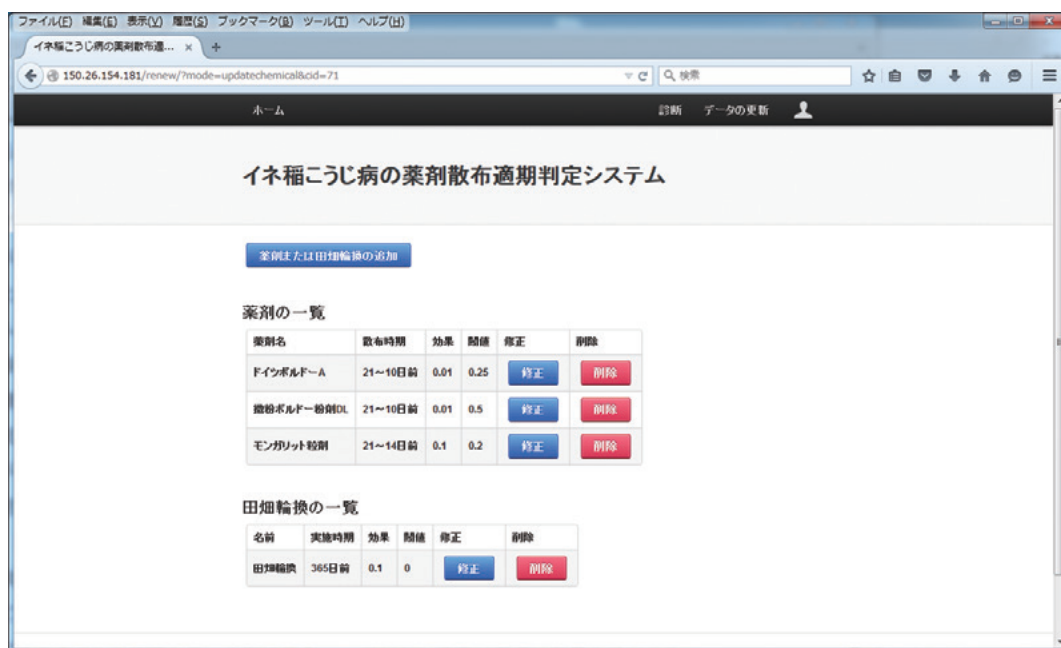 ファイル(F) 編集(E) 表示(V) 履歴(S) ブックマーク(B) ツール(T) ヘルプ(H)
イネ稲こうじ病の薬剤散布適... × +
150.26.154.181/renew/?mode=updatechemical&cid=71 検索
ホーム 診断 データの更新
イネ稲こうじ病の薬剤散布適期判定システム
薬剤または田畑輪換の追加
薬剤の一覧
薬剤名 散布時期 効果 閾値 修正 削除
ドイツボルドーA 21~10日前 0.01 0.25 修正 削除
撒粉ボルドー粉剤DL 21~10日前 0.01 0.5 修正 削除
モンガリット粒剤 21~14日前 0.1 0.2 修正 削除
田畑輪換の一覧
名前 実施時期 効果 閾値 修正 削除
田畑輪換 365日前 0.1 0 修正 削除